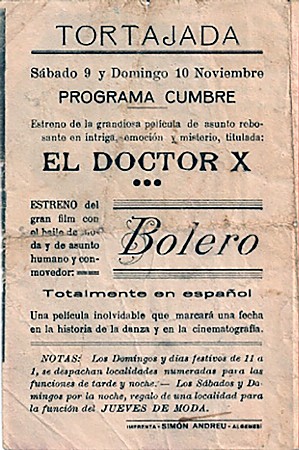 TORTAJADA
Sábado 9 y Domingo 10 Noviembre
PROGRAMA CUMBRE
Estreno de la grandiosa película de asunto rebo-
sante en intriga, emoción y misterio, titulada:
EL DOCTOR X
ESTRENO del
gran film con
el baile de mo-
da y de asunto
humano y con-
movedor:
Bolero
Totalmente en español
Una película inolvidable que marcará una fecha
en la historia de la danza y en la cinematografía.
NOTAS: Los Domingos y dias festivos de 11 a
1, se despachan localidades numeradas para las
funciones de tarde y noche.— Los Sábados y Do-
mingos por la noche, regalo de una localidad para
la función del JUEVES DE MODA.
IMPRENTA - SIMÓN ANDREU - ALGEMESI